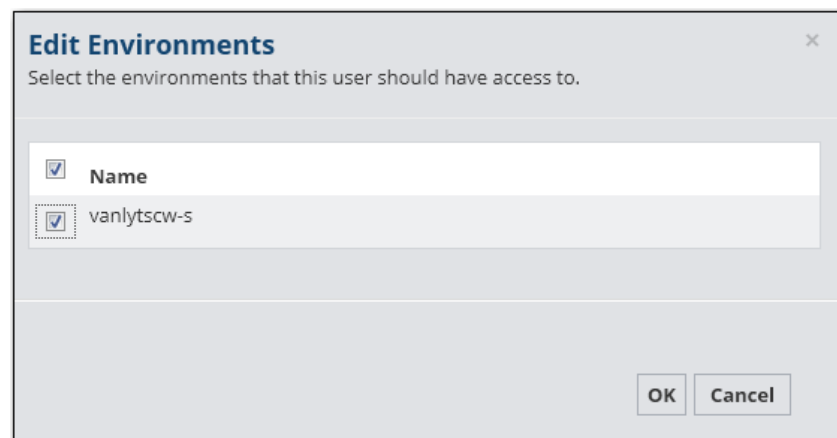 Edit Environments
×
Select the environments that this user should have access to.
Name
vanlytscw-s
OK Cancel